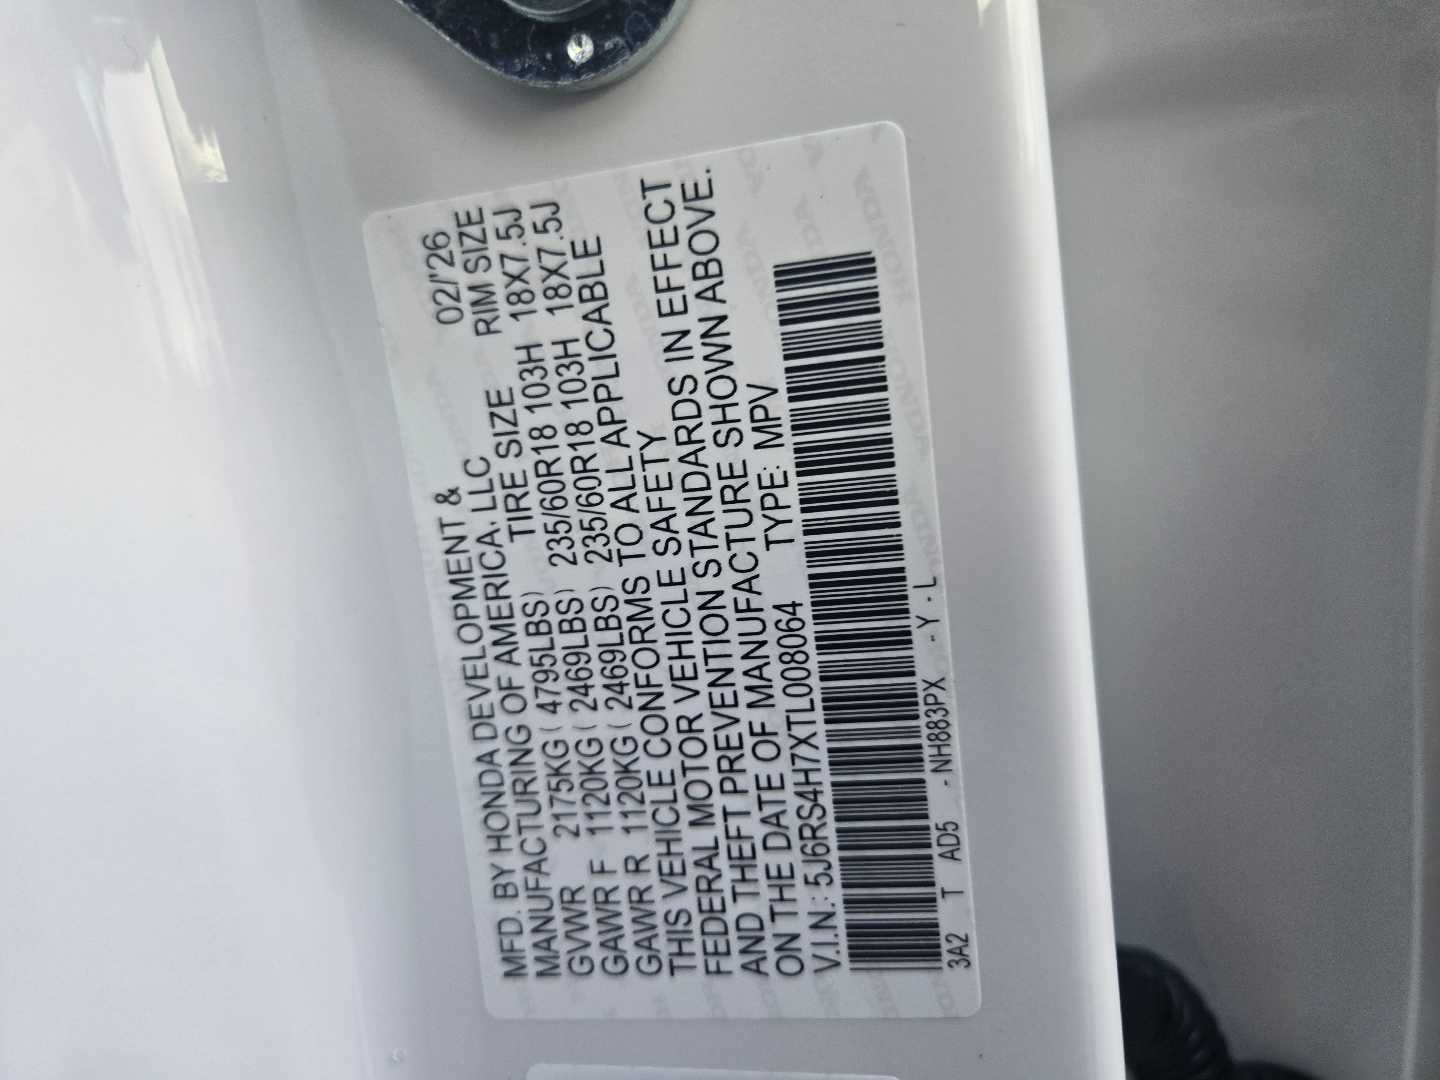 MFD. BY HONDA DEVELOPMENT & 02/'26
MANUFACTURING OF AMERICA, LLC RIM SIZE
TIRE SIZE
GVWR 2175KG ( 4795LBS) 235/60R18 103H 18X7.5J
GAWR F 1120KG ( 2469LBS) 235/60R18 103H 18X7.5J
GAWR R 1120KG ( 2469LBS)
THIS VEHICLE CONFORMS TO ALL APPLICABLE
FEDERAL MOTOR VEHICLE SAFETY
AND THEFT PREVENTION STANDARDS IN EFFECT
ON THE DATE OF MANUFACTURE SHOWN ABOVE.
V.I.N.: 5J6RS4H7XTL008064 TYPE: MPV
3A2 T AD5 - NH883PX - Y - L